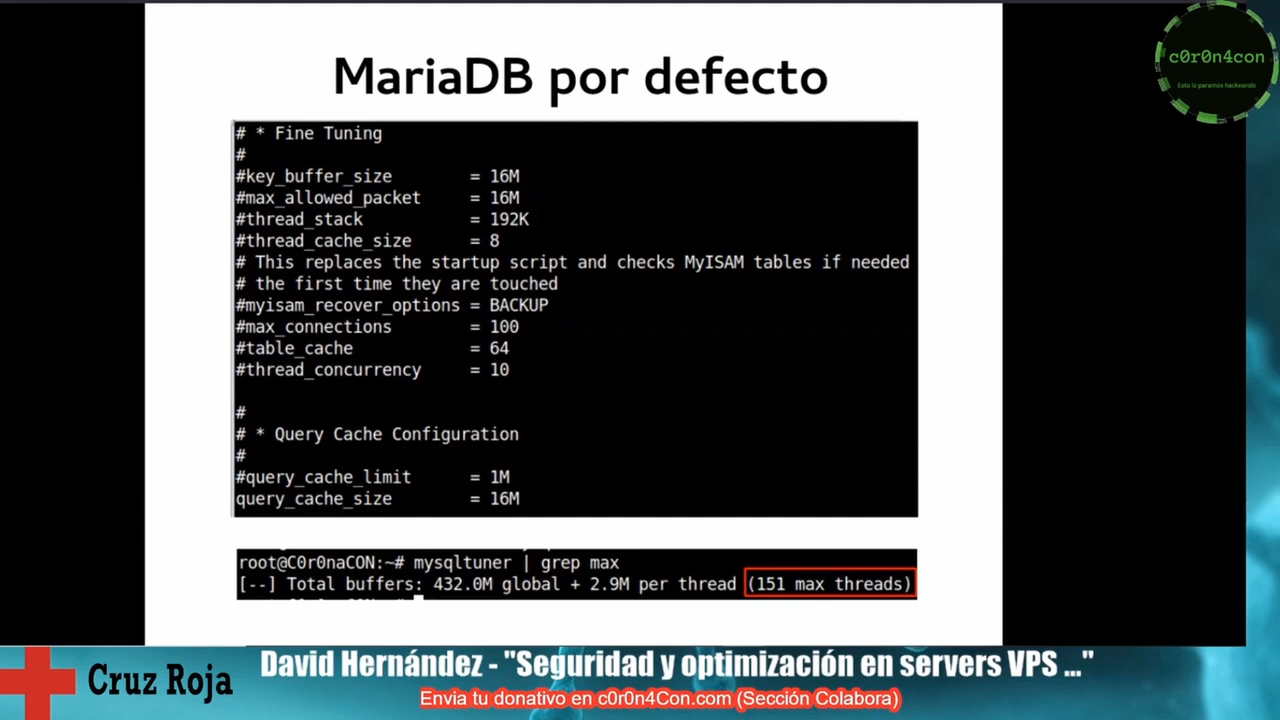 MariaDB por defecto
c0r0n4con
Esto lo paramos hackeando
# * Fine Tuning
#
#key_buffer_size = 16M
#max_allowed_packet = 16M
#thread_stack = 192K
#thread_cache_size = 8
# This replaces the startup script and checks MyISAM tables if needed
# the first time they are touched
#myisam_recover_options = BACKUP
#max_connections = 100
#table_cache = 64
#thread_concurrency = 10
#
# * Query Cache Configuration
#
#query_cache_limit = 1M
query_cache_size = 16M
root@C0r0naCON:~# mysqltuner | grep max
[--] Total buffers: 432.0M global + 2.9M per thread (151 max threads)
Cruz Roja
David Hernández - "Seguridad y optimización en servers VPS ..."
Envia tu donativo en c0r0n4Con.com (Sección Colabora)